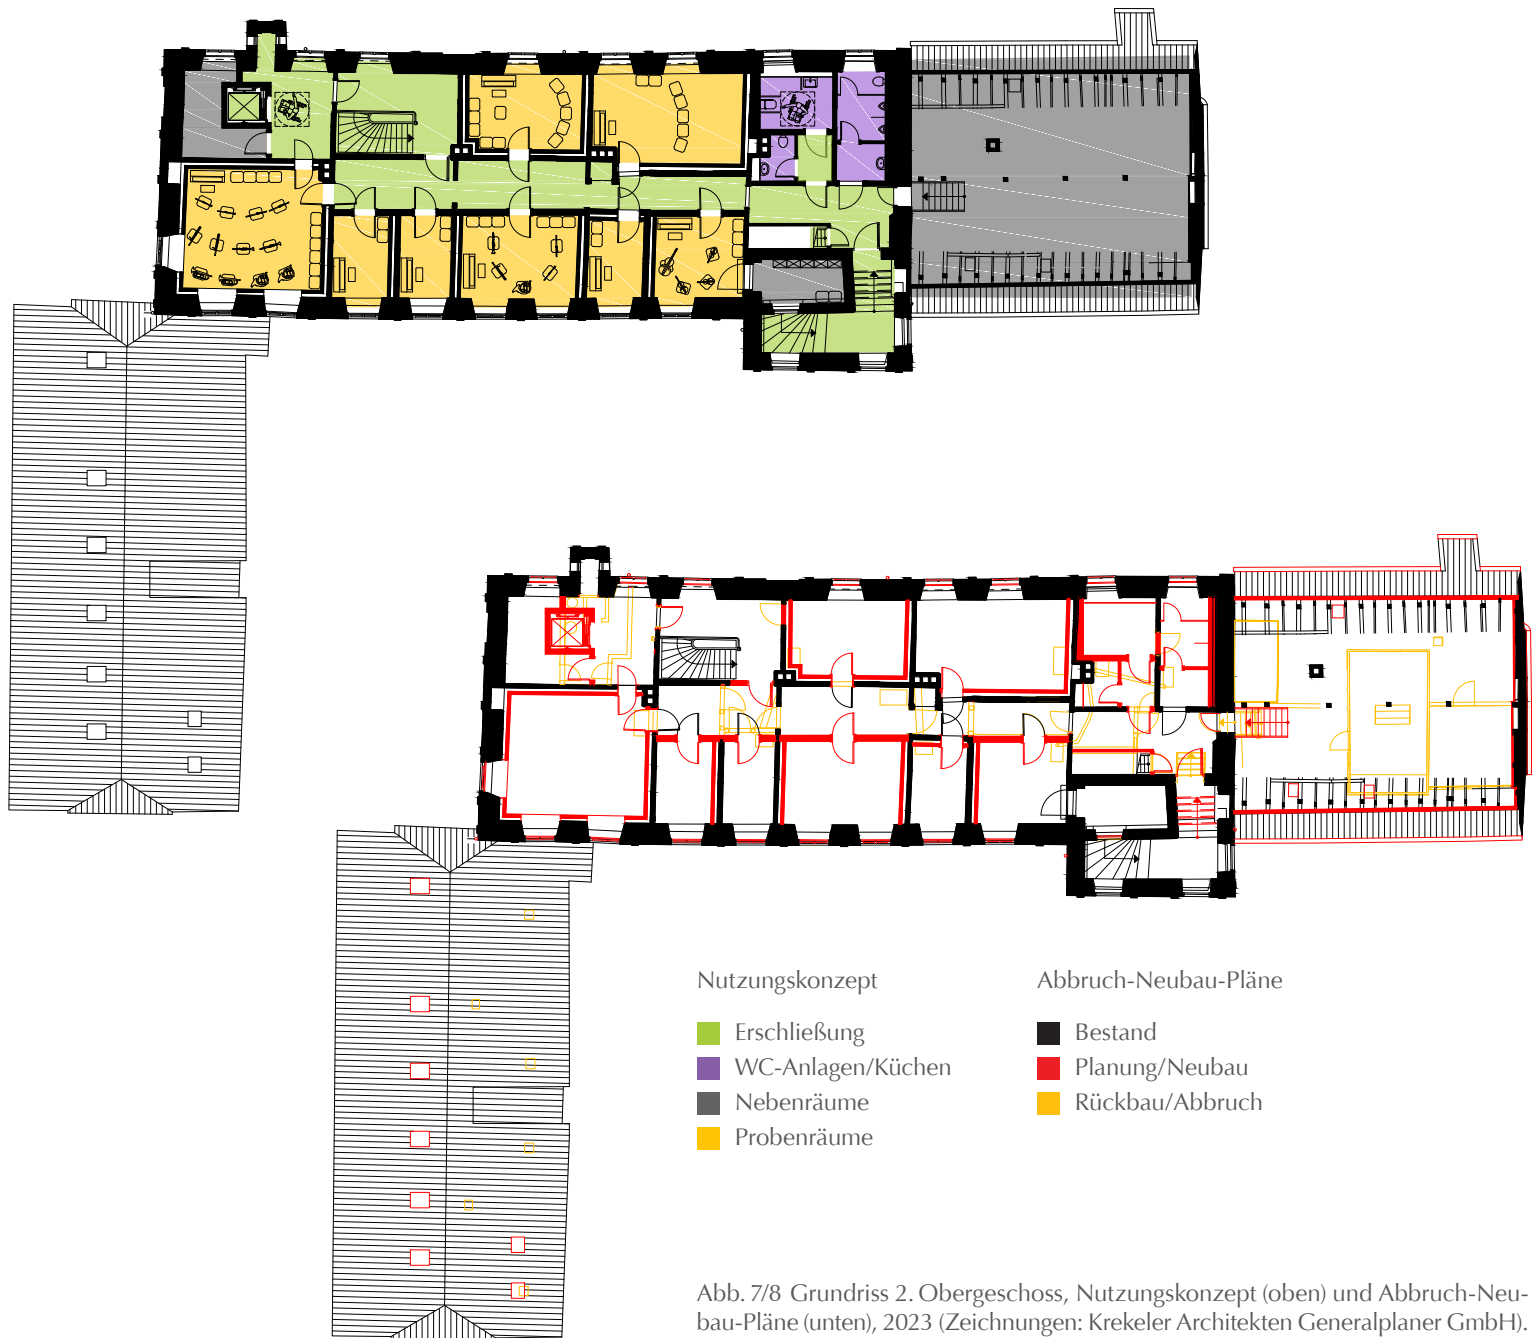 Nutzungskonzept
Erschließung
WC-Anlagen/Küchen
Nebenräume
Probenräume
Abbruch-Neubau-Pläne
Bestand
Planung/Neubau
Rückbau/Abbruch
Abb. 7/8 Grundriss 2. Obergeschoss, Nutzungskonzept (oben) und Abbruch-Neu-
bau-Pläne (unten), 2023 (Zeichnungen: Krekeler Architekten Generalplaner GmbH).